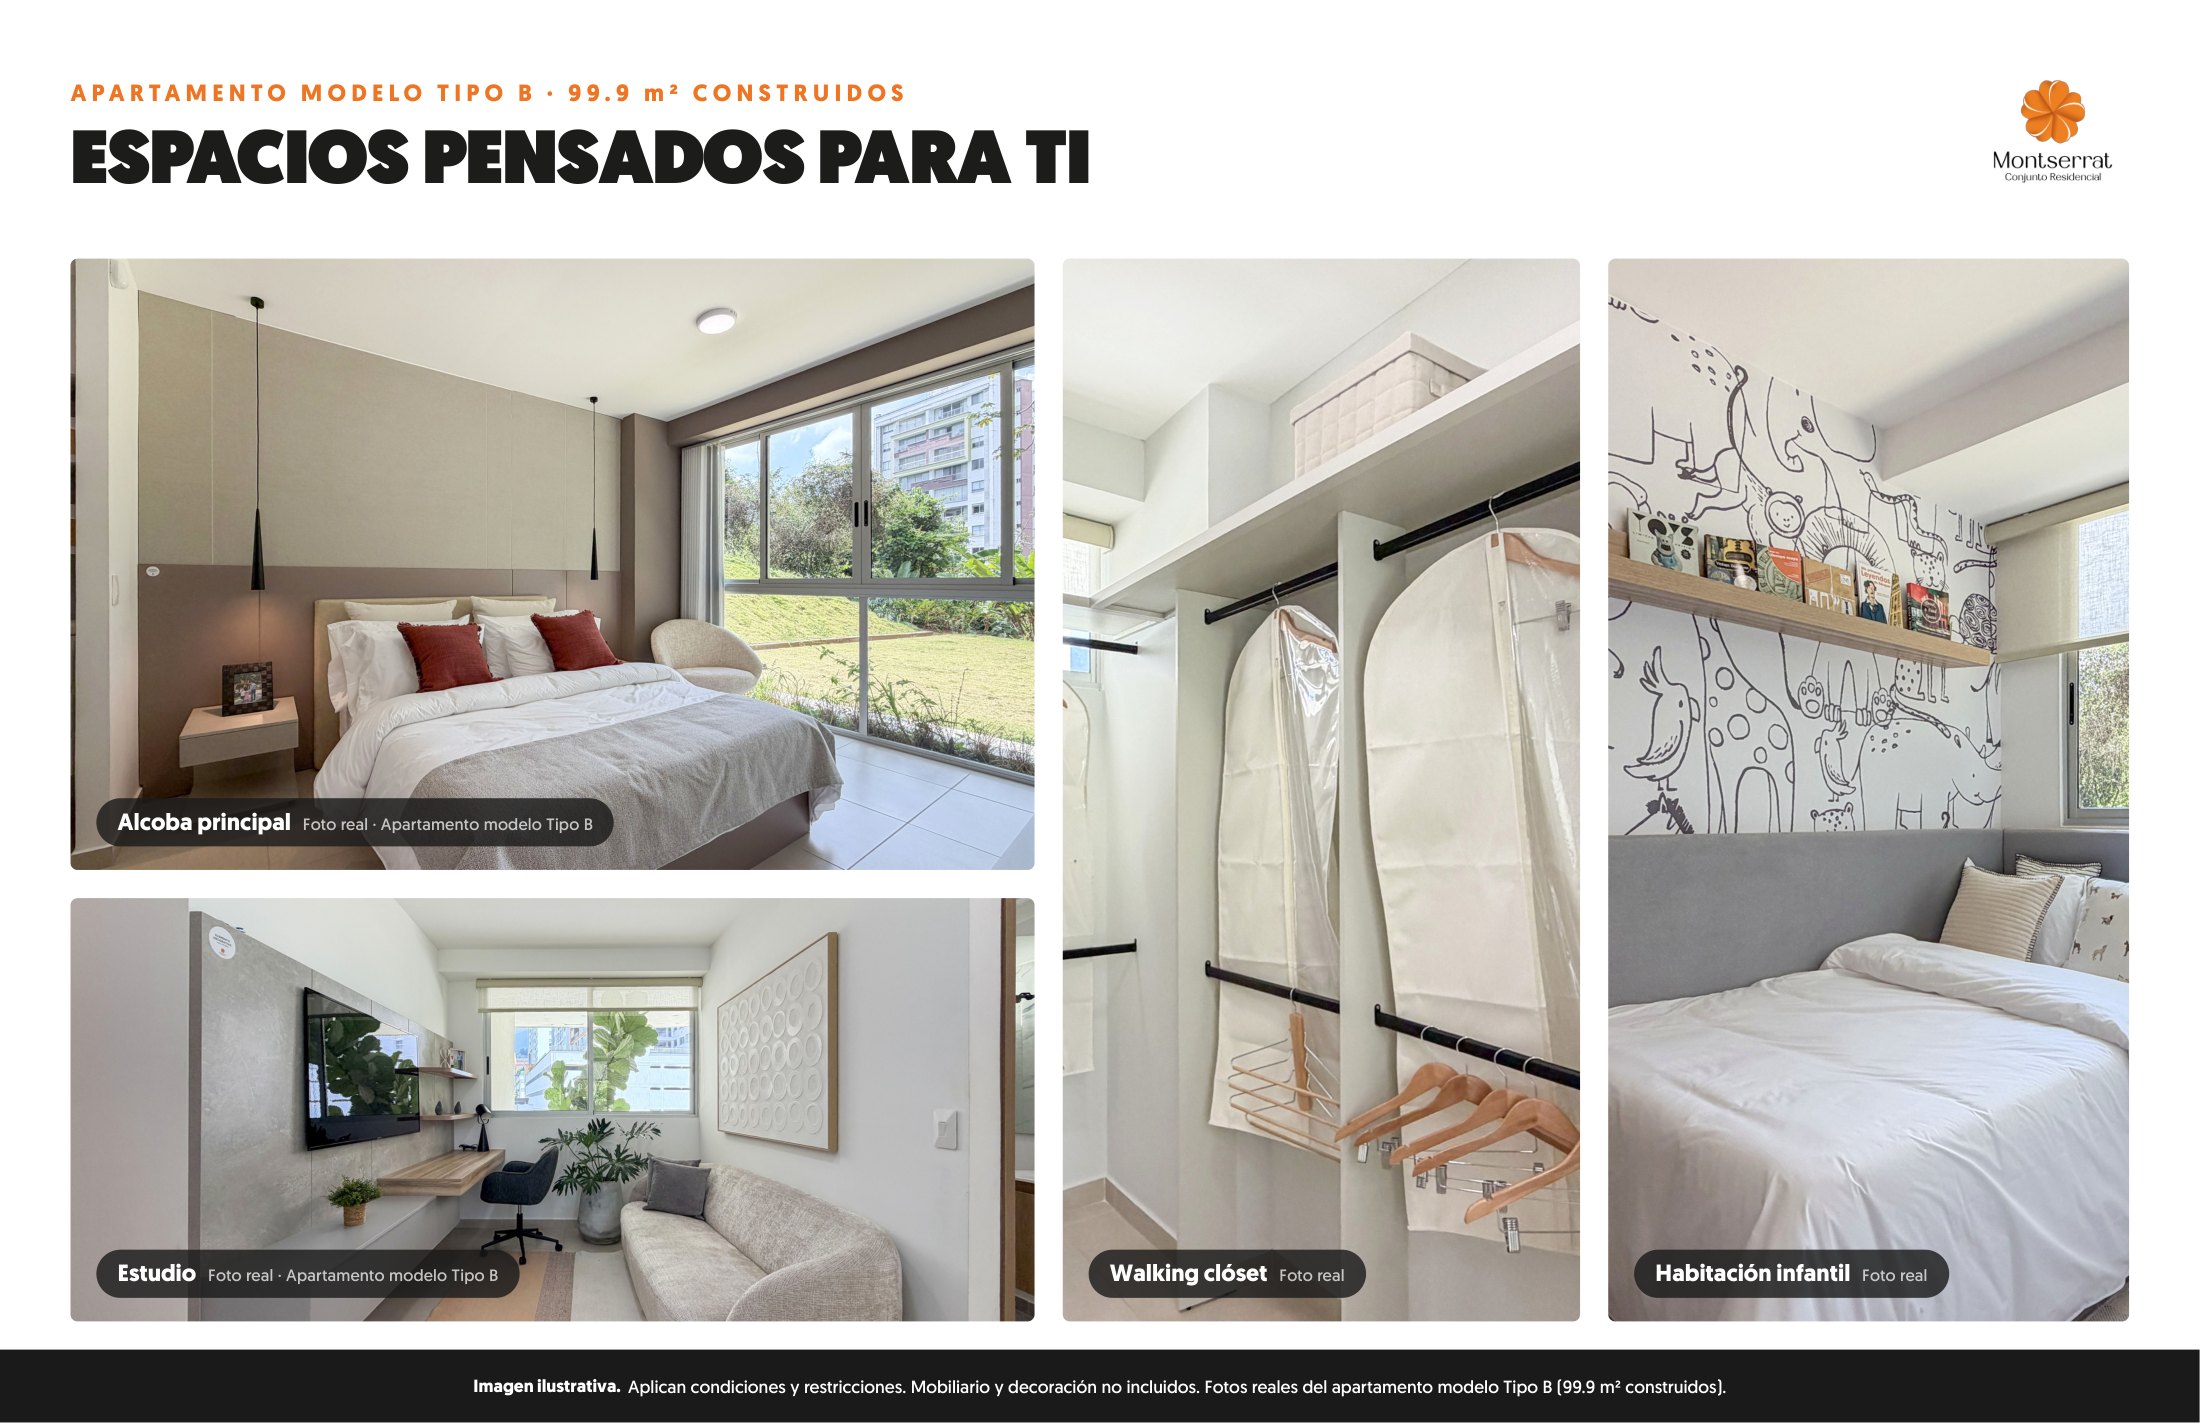 APARTAMENTO MODELO TIPO B · 99.9 m² CONSTRUIDOS
ESPACIOS PENSADOS PARA TI
Montserrat
Conjunto Residencial
Alcoba principal Foto real · Apartamento modelo Tipo B
Estudio Foto real · Apartamento modelo Tipo B
Walking clóset Foto real
Habitación infantil Foto real
Imagen ilustrativa. Aplican condiciones y restricciones. Mobiliario y decoración no incluidos. Fotos reales del apartamento modelo Tipo B (99.9 m² construidos).